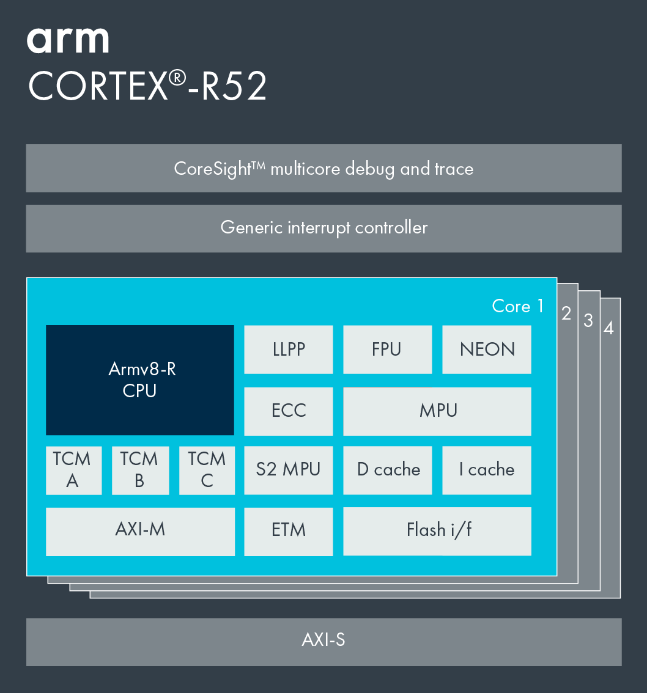 arm
CORTEX®-R52
CoreSight™ multicore debug and trace
Generic interrupt controller
Core 1
2
3
4
Armv8-R
CPU
LLPP
FPU
NEON
ECC
MPU
TCM
A
TCM
B
TCM
C
S2 MPU
D cache
I cache
AXI-M
ETM
Flash i/f
AXI-S